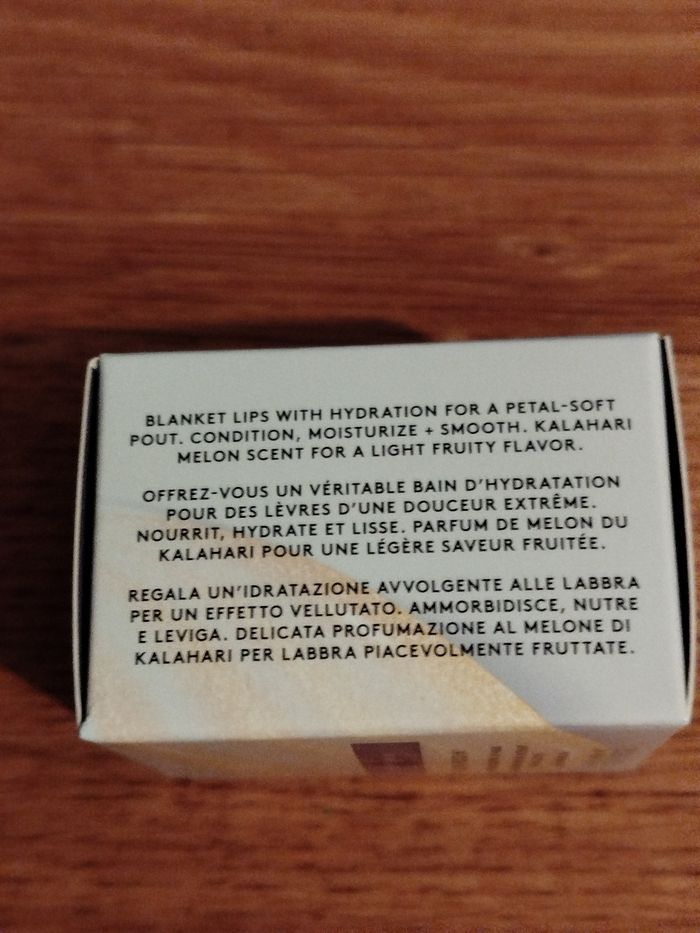 BLANKET LIPS WITH HYDRATION FOR A PETAL-SOFT
POUT. CONDITION, MOISTURIZE + SMOOTH. KALAHARI
MELON SCENT FOR A LIGHT FRUITY FLAVOR.
OFFREZ-VOUS UN VÉRITABLE BAIN D'HYDRATATION
POUR DES LÈVRES D'UNE DOUCEUR EXTRÊME.
NOURRIT, HYDRATE ET LISSE. PARFUM DE MELON DU
KALAHARI POUR UNE LÉGÈRE SAVEUR FRUITÉE.
REGALA UN'IDRATAZIONE AVVOLGENTE ALLE LABBRA
PER UN EFFETTO VELLUTATO. AMMORBIDISCE, NUTRE
E LEVIGA. DELICATA PROFUMAZIONE AL MELONE DI
KALAHARI PER LABBRA PIACEVOLMENTE FRUTTATE.